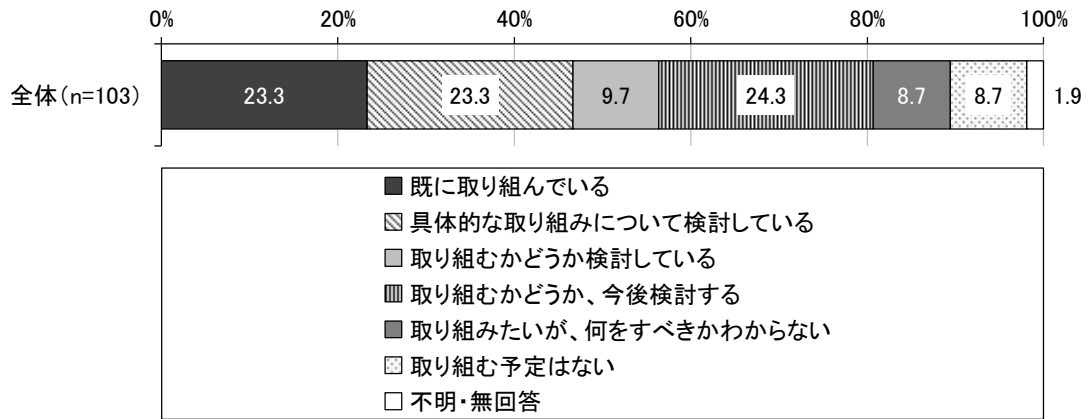 0% 20% 40% 60% 80% 100%
全体(n=103) 23.3 23.3 9.7 24.3 8.7 8.7 1.9
既に取り組んでいる
具体的な取り組みについて検討している
取り組むかどうか検討している
取り組むかどうか、今後検討する
取り組みたいが、何をすべきかわからない
取り組む予定はない
不明・無回答